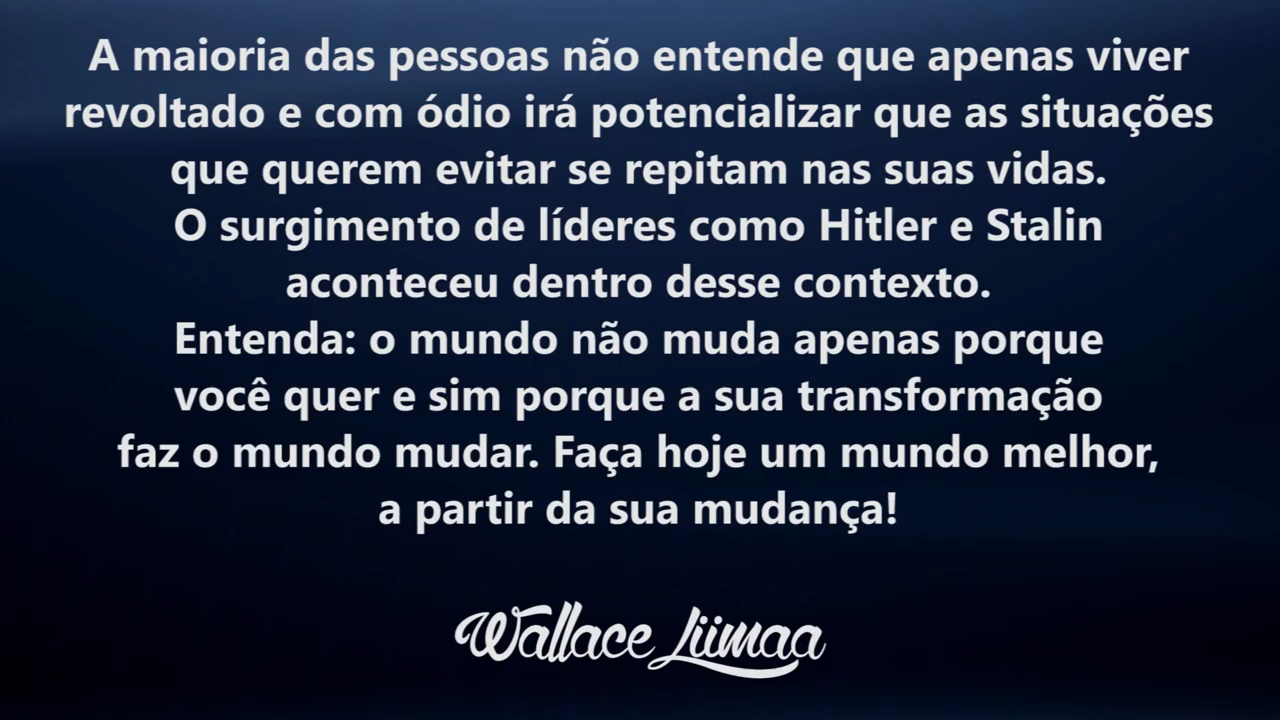 A maioria das pessoas não entende que apenas viver
revoltado e com ódio irá potencializar que as situações
que querem evitar se repitam nas suas vidas.
O surgimento de líderes como Hitler e Stalin
aconteceu dentro desse contexto.
Entenda: o mundo não muda apenas porque
você quer e sim porque a sua transformação
faz o mundo mudar. Faça hoje um mundo melhor,
a partir da sua mudança!
Wallace Liimaa